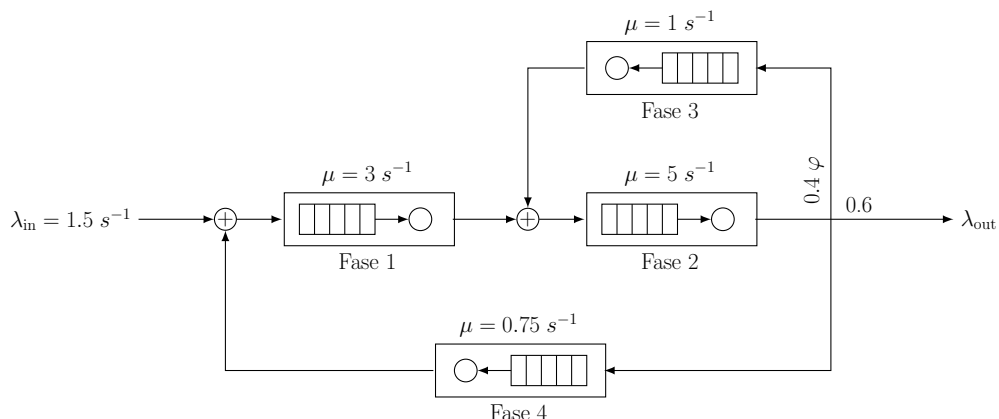 μ = 1 s⁻¹
Fase 3
0.4 φ
0.6
μ = 3 s⁻¹
μ = 5 s⁻¹
λin = 1.5 s⁻¹
λout
Fase 1
Fase 2
μ = 0.75 s⁻¹
Fase 4